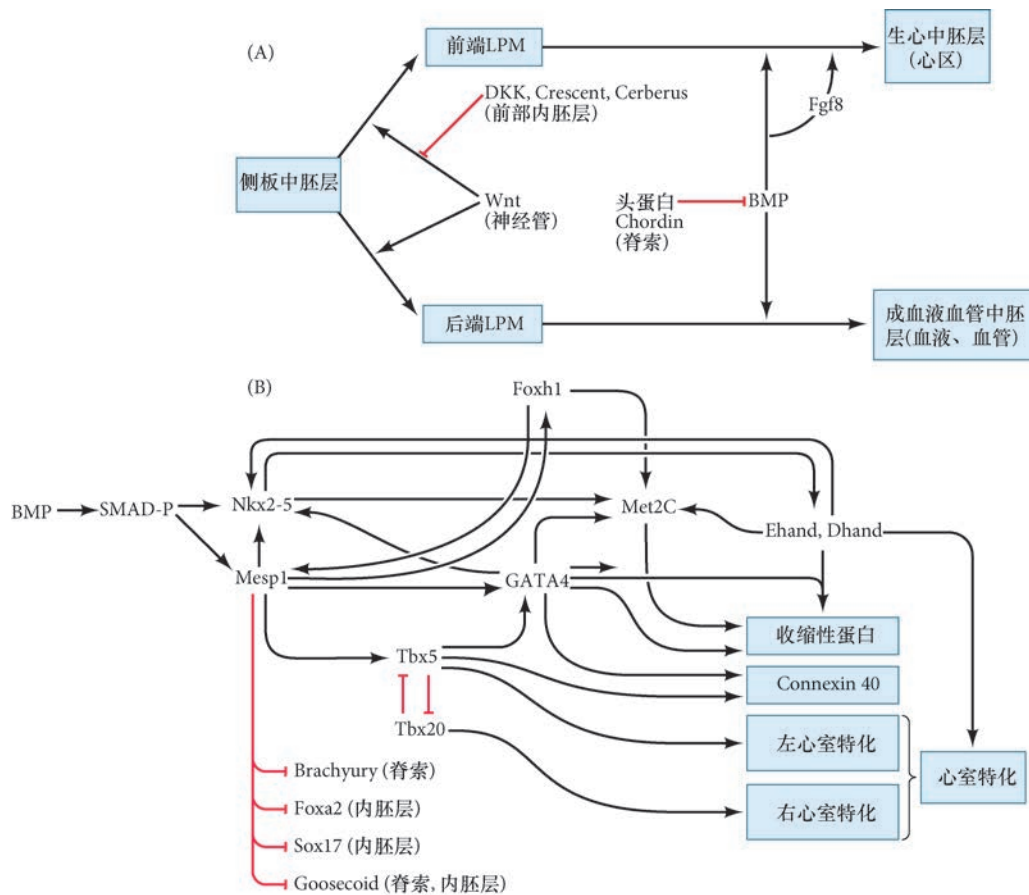 (A)
前端LPM
生心中胚层
(心区)
DKK, Crescent, Cerberus
(前部内胚层)
Fgf8
侧板中胚层
Wnt
(神经管)
头蛋白
Chordin
(脊索)
BMP
后端LPM
成血液血管中胚
层(血液、血管)
(B)
Foxh1
BMP
SMAD-P
Nkx2-5
Met2C
Ehand, Dhand
Mesp1
GATA4
收缩性蛋白
Tbx5
Connexin 40
Tbx20
左心室特化
心室特化
右心室特化
Brachyury (脊索)
Foxa2 (内胚层)
Sox17 (内胚层)
Goosecoid (脊索, 内胚层)